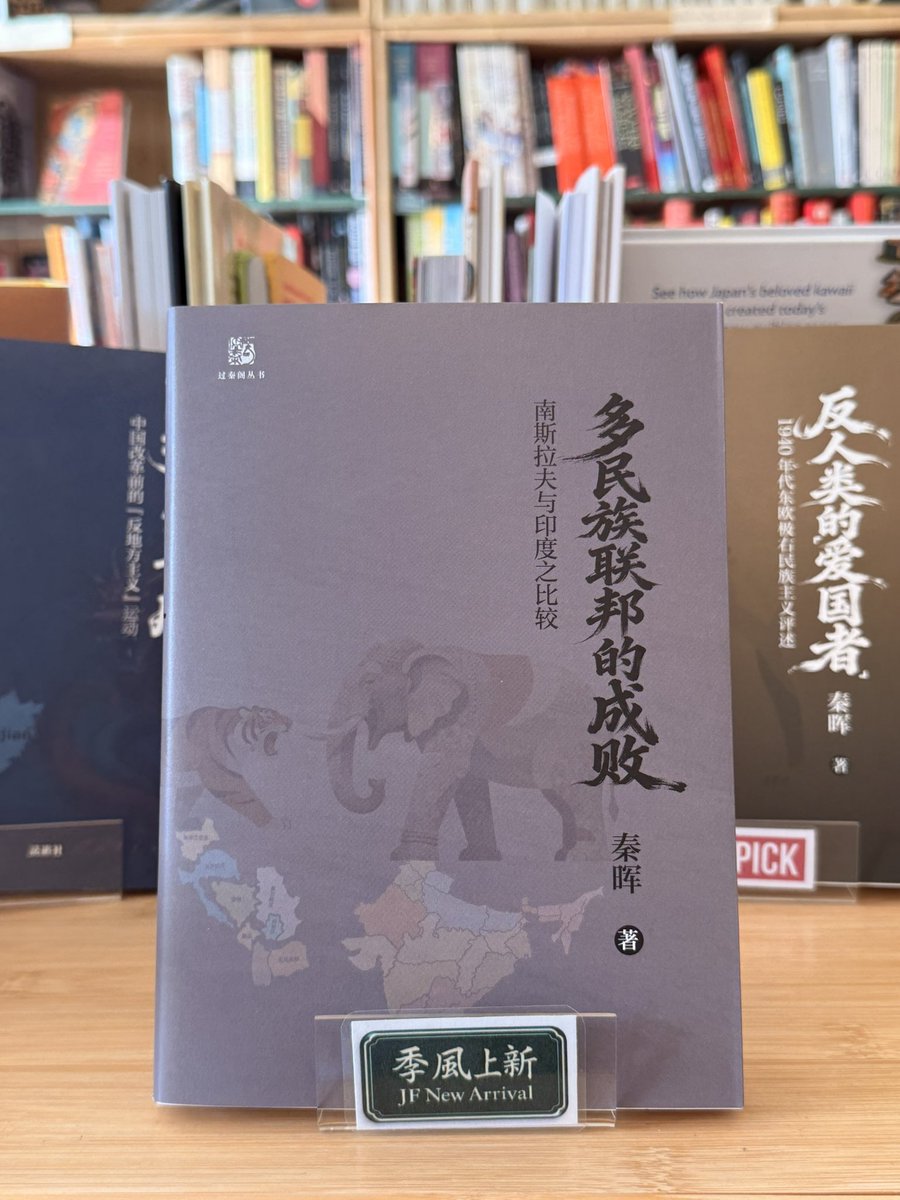 过秦阁丛书
多民族联邦的成败
南斯拉夫与印度之比较
秦晖
著
季風上新
JF New Arrival
中国改革前的「反地方主义」运动
反人类的爱国者
1940年代东欧极右民族主义评述
秦晖
著
PICK
See how Japan's beloved kawaii
created today's